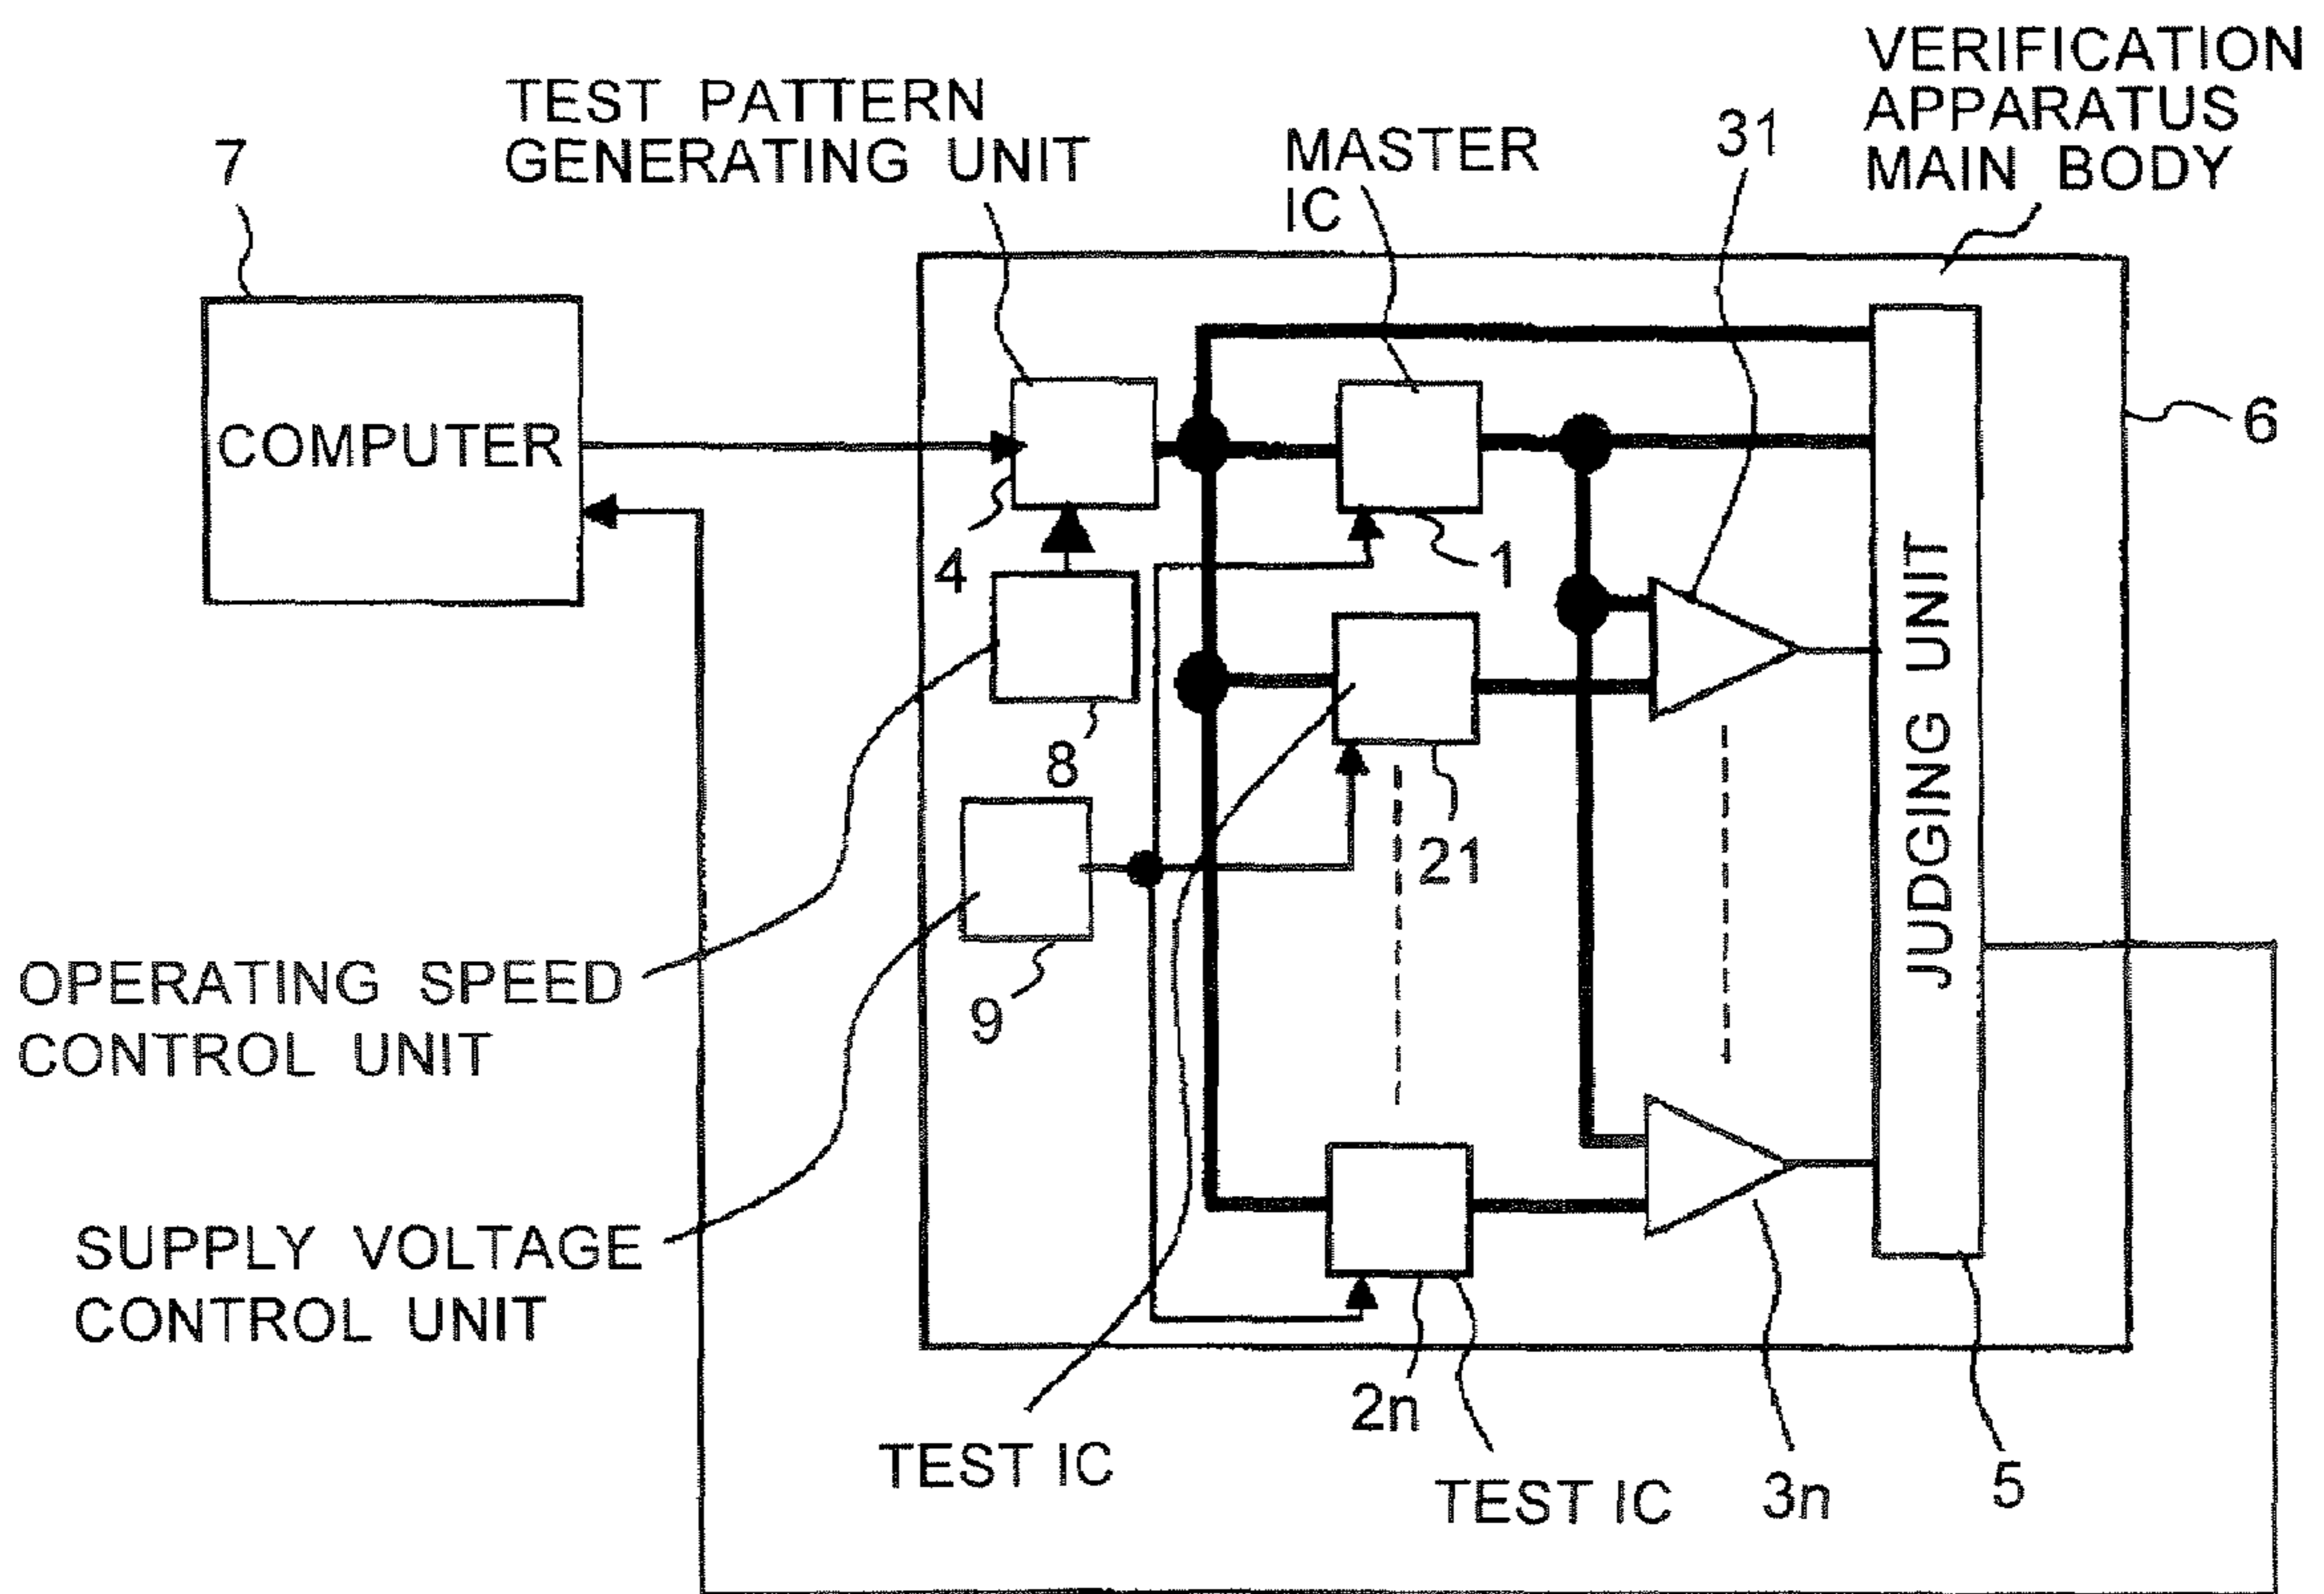 VERIFICATION
APPARATUS
MAIN BODY
TEST PATTERN
GENERATING UNIT
MASTER
IC
31
7
6
COMPUTER
4
1
8
21
JUDGING UNIT
OPERATING SPEED
CONTROL UNIT
9
SUPPLY VOLTAGE
CONTROL UNIT
2n
TEST IC
TEST IC
3n
5